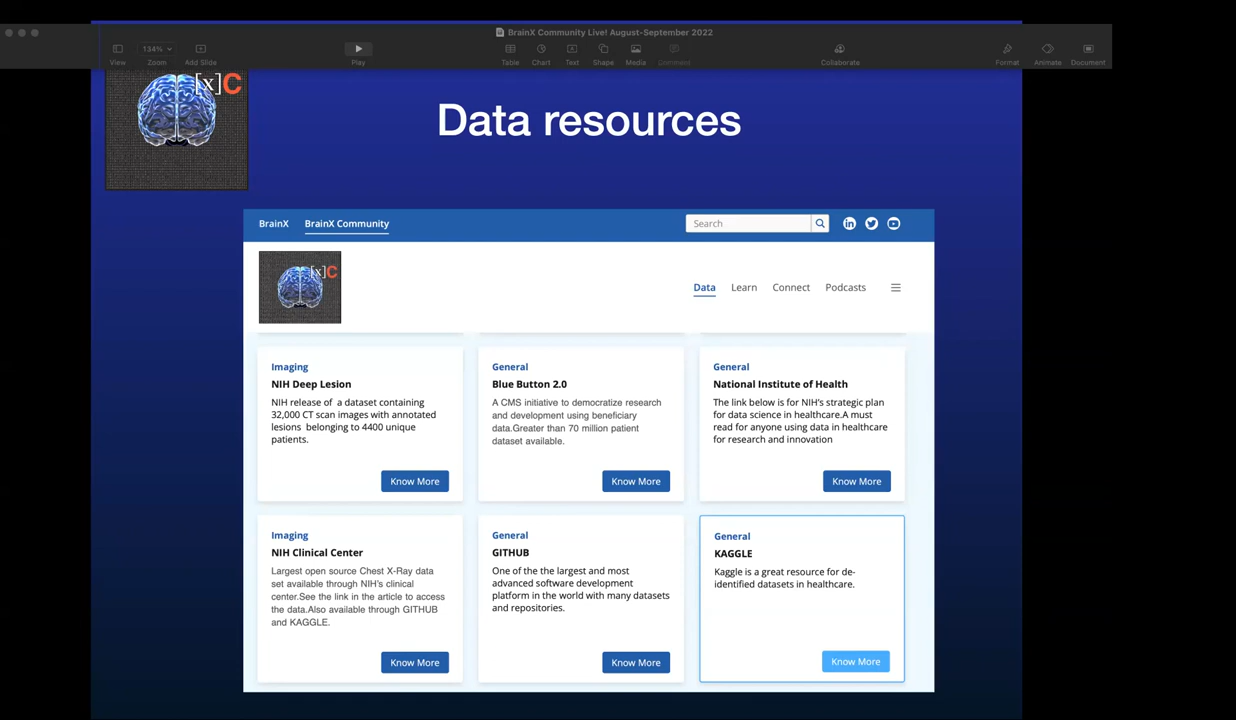 BrainX Community Live! August-September 2022
134%
View
Zoom
Add Slide
Play
Table
Chart
Text
Shape
Media
Comment
Collaborate
Format
Animate
Document
[x]C
Data resources
BrainX
BrainX Community
Search
[x]C
Data
Learn
Connect
Podcasts
Imaging
NIH Deep Lesion
NIH release of a dataset containing
32,000 CT scan images with annotated
lesions belonging to 4400 unique
patients.
Know More
General
Blue Button 2.0
A CMS initiative to democratize research
and development using beneficiary
data.Greater than 70 million patient
dataset available.
Know More
General
National Institute of Health
The link below is for NIH's strategic plan
for data science in healthcare.A must
read for anyone using data in healthcare
for research and innovation
Know More
Imaging
NIH Clinical Center
Largest open source Chest X-Ray data
set available through NIH's clinical
center.See the link in the article to access
the data.Also available through GITHUB
and KAGGLE.
Know More
General
GITHUB
One of the the largest and most
advanced software development
platform in the world with many datasets
and repositories.
Know More
General
KAGGLE
Kaggle is a great resource for de-
identified datasets in healthcare.
Know More